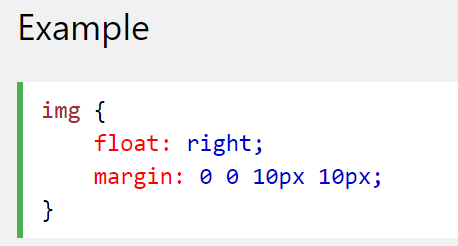 Example
img {
    float: right;
    margin: 0 0 10px 10px;
}